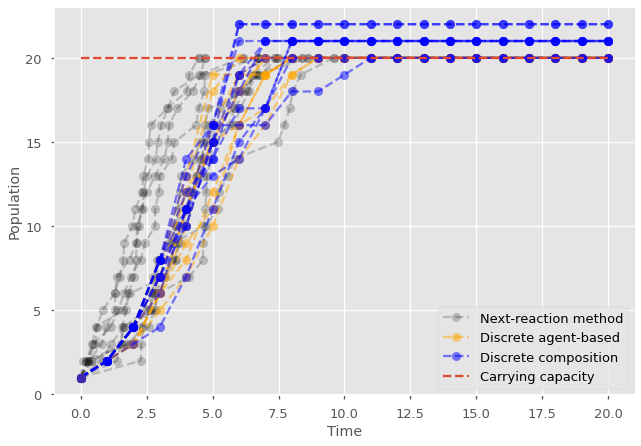 Population
20
15
10
5
0
0.0 2.5 5.0 7.5 10.0 12.5 15.0 17.5 20.0
Time
Next-reaction method
Discrete agent-based
Discrete composition
Carrying capacity